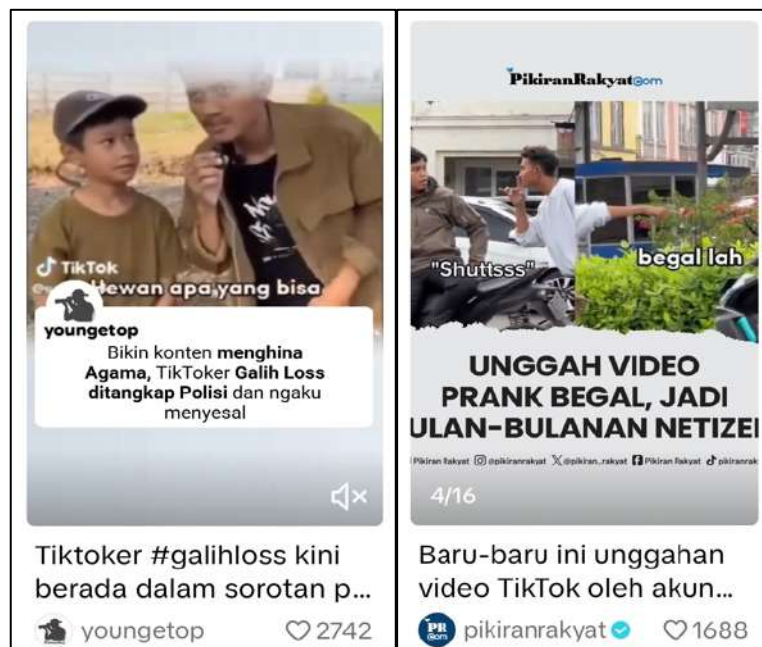 TikTok
Hewan apa yang bisa
youngetop
Bikin konten menghina
Agama, TikToker Galih Loss
ditangkap Polisi dan ngaku
menyesal
Tiktoker #galihloss kini
berada dalam sorotan p...
youngetop
2742
PikiranRakyat.com
"Shuttsss"
begal lah
UNGGAH VIDEO
PRANK BEGAL, JADI
ULAN-BULANAN NETIZE
Pikiran Rakyat @pikiranrakyat @pikiran_rakyat Pikiran Rakyat pikiranrak
4/16
Baru-baru ini unggahan
video TikTok oleh akun...
PR
.com
pikiranrakyat
1688